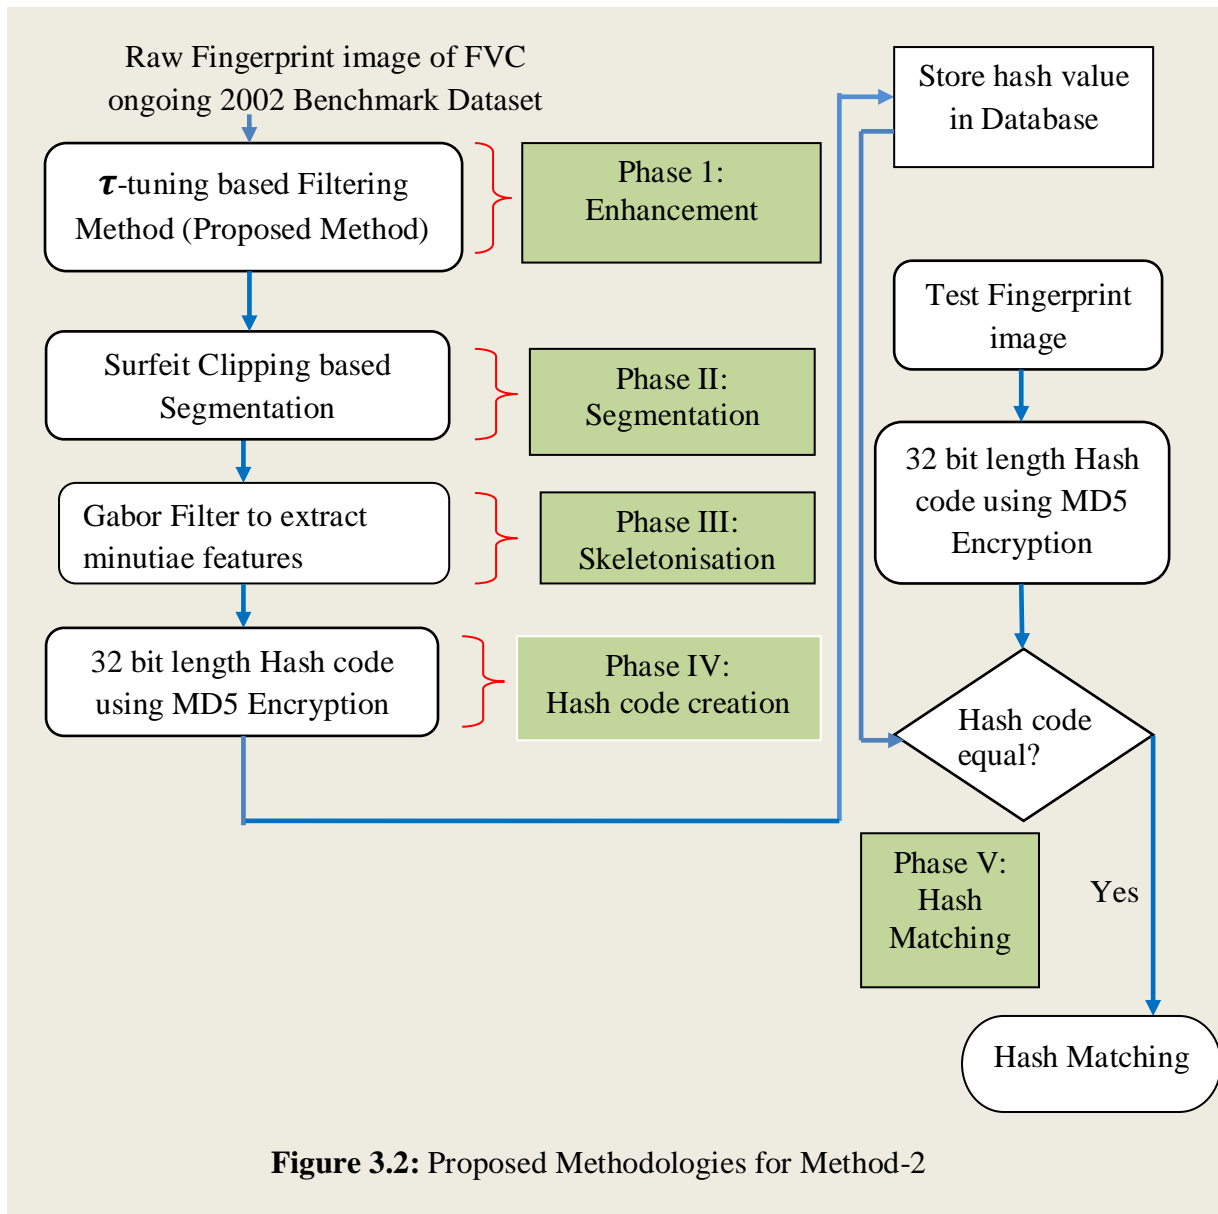 Raw Fingerprint image of FVC
ongoing 2002 Benchmark Dataset
𝝉-tuning based Filtering
Method (Proposed Method)
Phase 1:
Enhancement
Surfeit Clipping based
Segmentation
Phase II:
Segmentation
Gabor Filter to extract
minutiae features
Phase III:
Skeletonisation
32 bit length Hash code
using MD5 Encryption
Phase IV:
Hash code creation
Store hash value
in Database
Test Fingerprint
image
32 bit length Hash
code using MD5
Encryption
Hash code
equal?
Phase V:
Hash
Matching
Yes
Hash Matching
Figure 3.2: Proposed Methodologies for Method-2